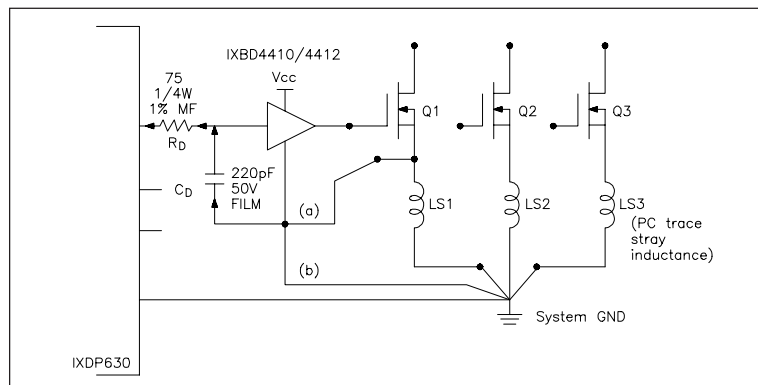 IXBD4410/4412
75
1/4W
1% MF
Vcc
Q1
Q2
Q3
RD
CD
220pF
50V
FILM
(a)
LS1
LS2
LS3
(PC trace
stray
inductance)
(b)
System GND
IXDP630